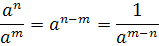 a^n / a^m = a^{n−m} = 1 / a^{m−n}